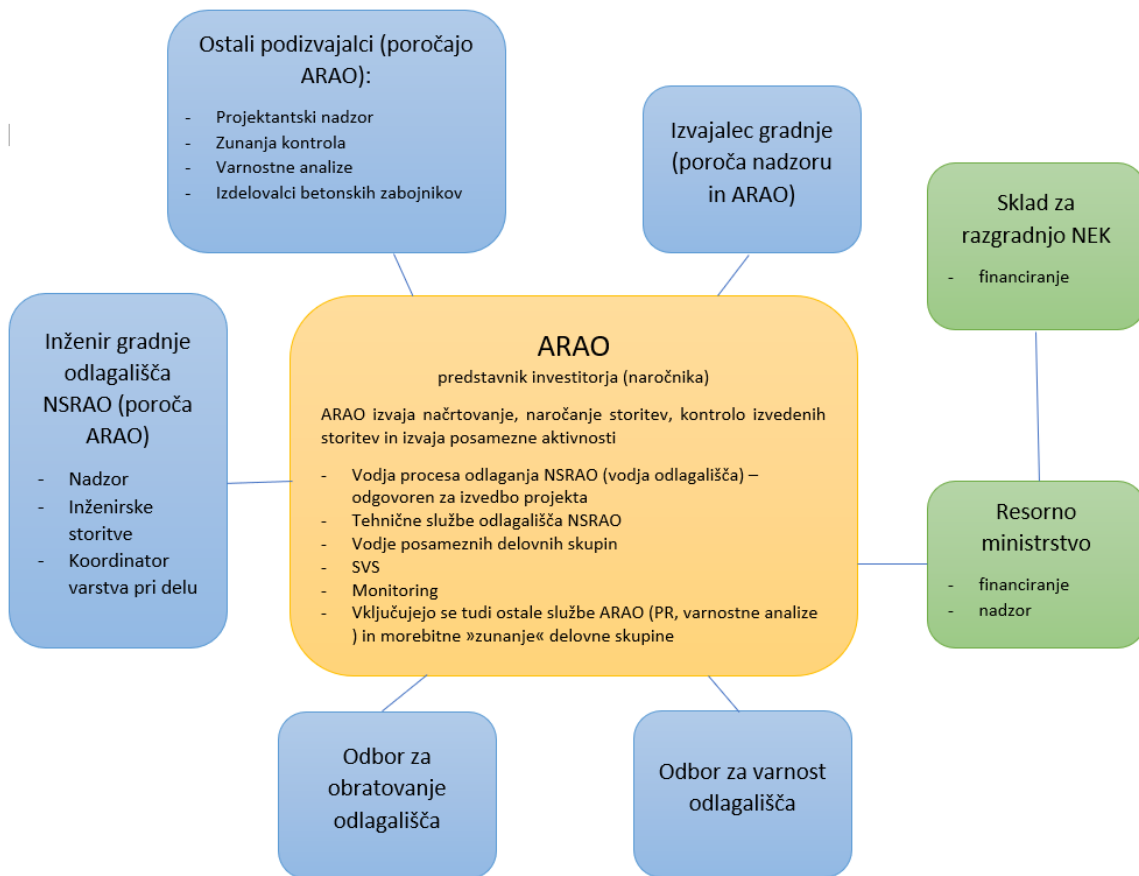 Ostali podizvajalci (poročajo
ARAO):
- Projektantski nadzor
- Zunanja kontrola
- Varnostne analize
- Izdelovalci betonskih zabojnikov
Izvajalec gradnje
(poroča nadzoru
in ARAO)
Sklad za
razgradnjo NEK
- financiranje
Inženir gradnje
odlagališča
NSRAO (poroča
ARAO)
- Nadzor
- Inženirske
storitve
- Koordinator
varstva pri delu
ARAO
predstavnik investitorja (naročnika)
ARAO izvaja načrtovanje, naročanje storitev, kontrolo izvedenih
storitev in izvaja posamezne aktivnosti
- Vodja procesa odlaganja NSRAO (vodja odlagališča) –
odgovoren za izvedbo projekta
- Tehnične službe odlagališča NSRAO
- Vodje posameznih delovnih skupin
- SVS
- Monitoring
- Vključujejo se tudi ostale službe ARAO (PR, varnostne analize
) in morebitne »zunanje« delovne skupine
Resorno
ministrstvo
- financiranje
- nadzor
Odbor za
obratovanje
odlagališča
Odbor za varnost
odlagališča